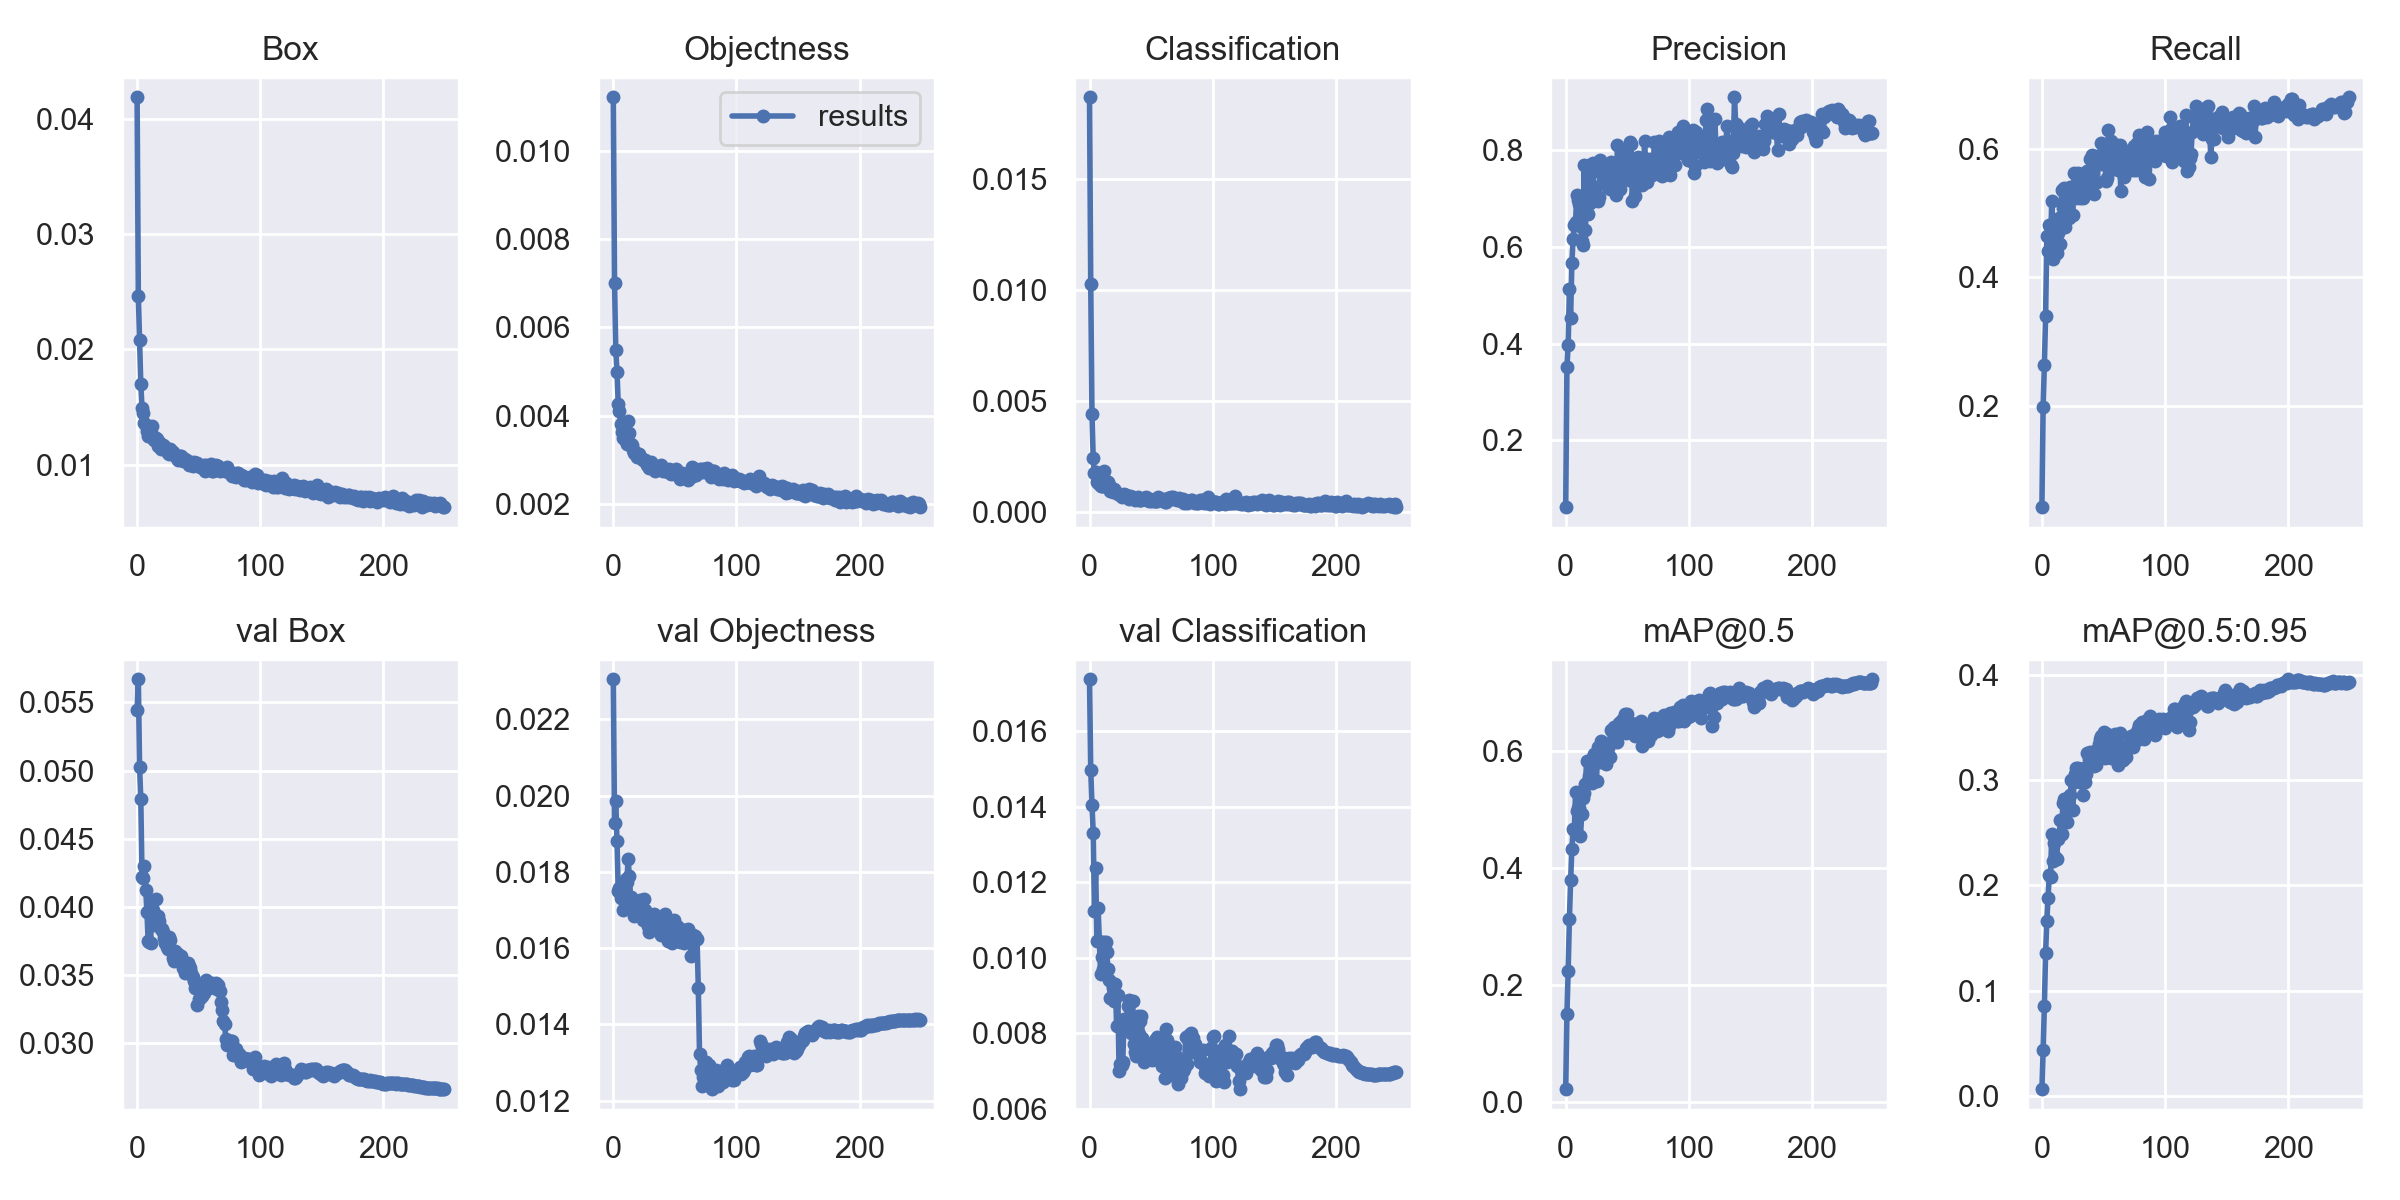 Box
0.04
0.03
0.02
0.01
0 100 200
Objectness
results
0.010
0.008
0.006
0.004
0.002
0 100 200
Classification
0.015
0.010
0.005
0.000
0 100 200
Precision
0.8
0.6
0.4
0.2
0 100 200
Recall
0.6
0.4
0.2
0 100 200
val Box
0.055
0.050
0.045
0.040
0.035
0.030
0 100 200
val Objectness
0.022
0.020
0.018
0.016
0.014
0.012
0 100 200
val Classification
0.016
0.014
0.012
0.010
0.008
0.006
0 100 200
mAP@0.5
0.6
0.4
0.2
0.0
0 100 200
mAP@0.5:0.95
0.4
0.3
0.2
0.1
0.0
0 100 200